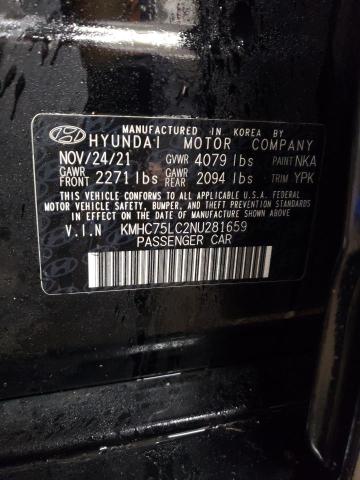 MANUFACTURED IN KOREA BY
HYUNDAI MOTOR COMPANY
NOV/24/21 GVWR 4079 lbs PAINT NKA
GAWR FRONT 2271 lbs GAWR REAR 2094 lbs TRIM YPK
THIS VEHICLE CONFORMS TO ALL APPLICABLE U.S.A. FEDERAL
MOTOR VEHICLE SAFETY, BUMPER, AND THEFT PREVENTION STANDARDS
IN EFFECT ON THE DATE OF MANUFACTURE SHOWN ABOVE.
V.I.N KMHC75LC2NU281659
PASSENGER CAR